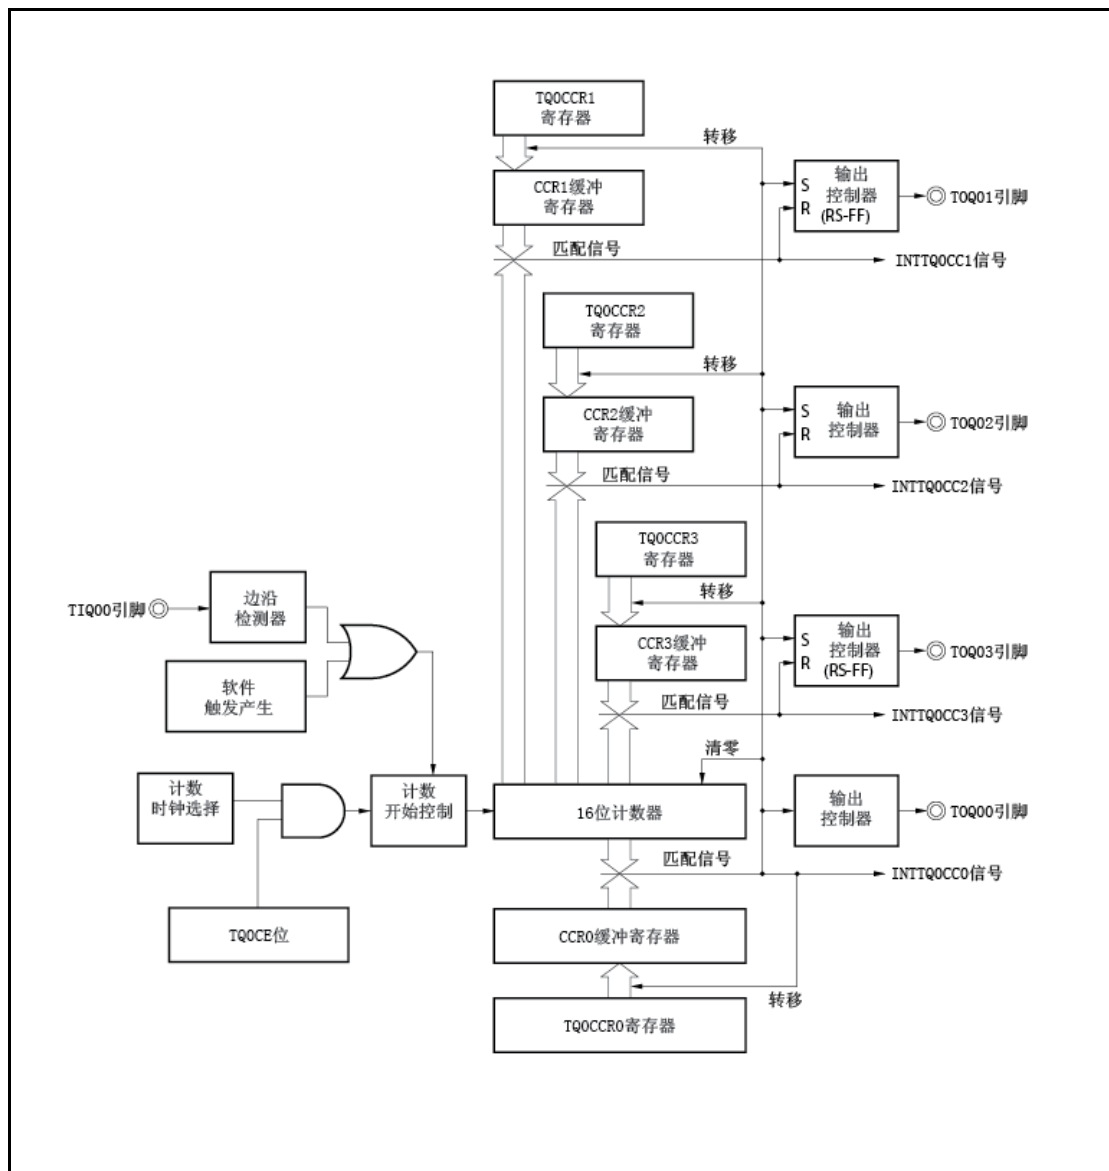 TQ0CCR1
寄存器
转移
CCR1缓冲
寄存器
S
R
输出
控制器
(RS-FF)
TOQ01引脚
匹配信号
INTTQ0CC1信号
TQ0CCR2
寄存器
转移
CCR2缓冲
寄存器
S
R
输出
控制器
TOQ02引脚
匹配信号
INTTQ0CC2信号
TQ0CCR3
寄存器
转移
TIQ00引脚
边沿
检测器
CCR3缓冲
寄存器
S
R
输出
控制器
(RS-FF)
TOQ03引脚
软件
触发产生
匹配信号
INTTQ0CC3信号
清零
计数
时钟选择
计数
开始控制
16位计数器
输出
控制器
TOQ00引脚
匹配信号
INTTQ0CC0信号
TQ0CE位
CCR0缓冲寄存器
转移
TQ0CCR0寄存器